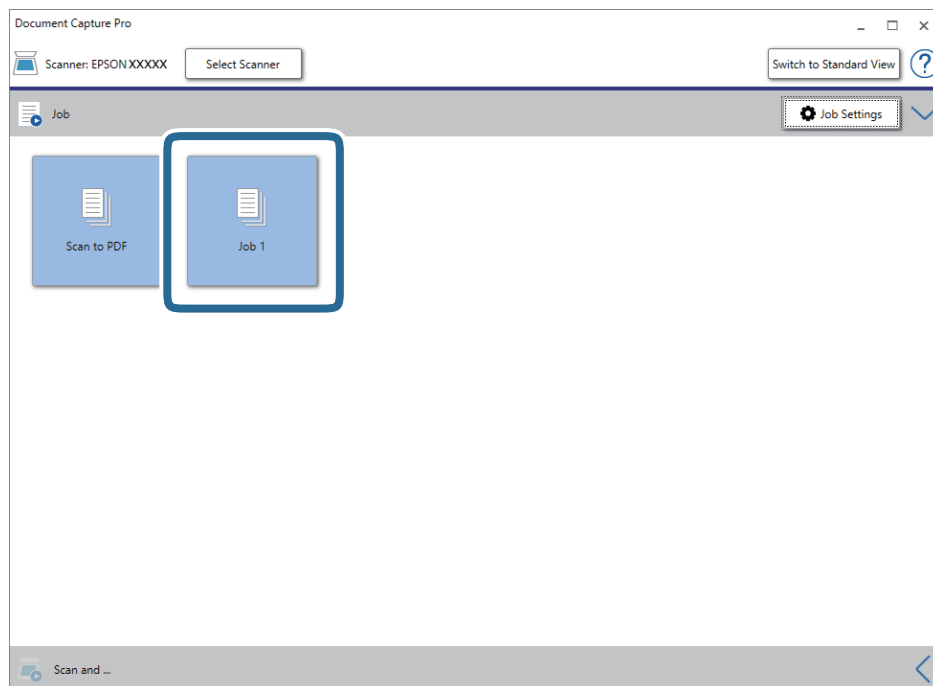 Document Capture Pro
Scanner: EPSON XXXXX
Select Scanner
Switch to Standard View
?
Job
Job Settings
Scan to PDF
Job 1
Scan and ...